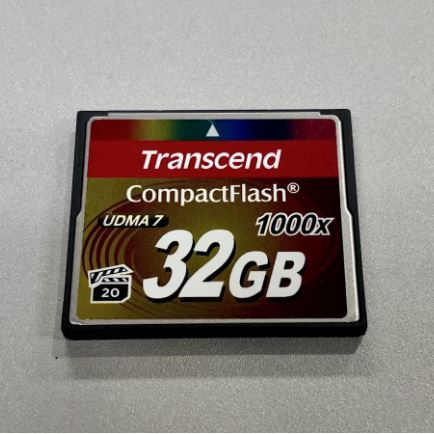 Transcend
CompactFlash®
UDMA 7 1000x
32GB
20